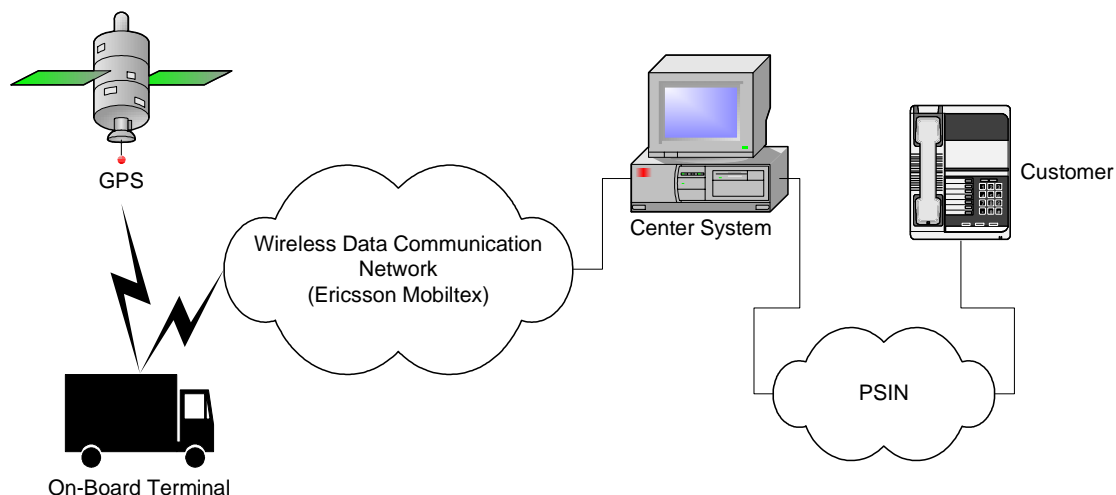 GPS
Wireless Data Communication
Network
(Ericsson Mobiltex)
Center System
Customer
PSIN
On-Board Terminal